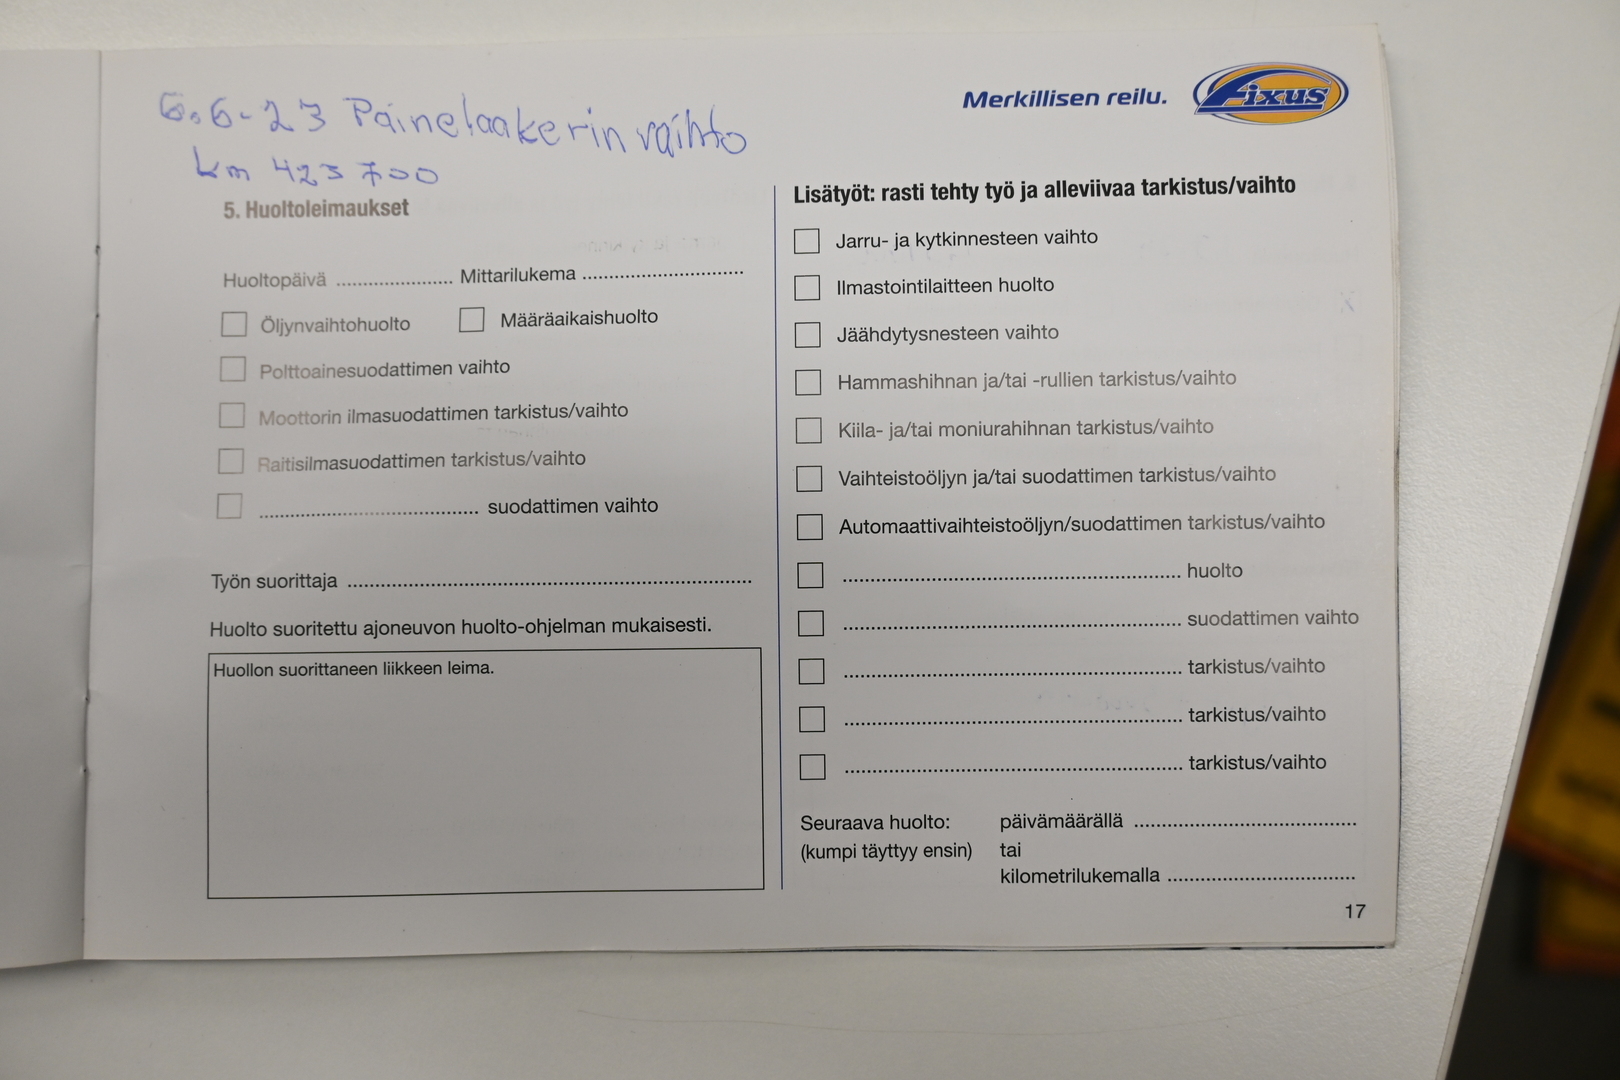 6.6-23 Painelaakerin vaihto
km 423 700
Merkillisen reilu.
Fixus
5. Huoltoleimaukset
Huoltopäivä ..................... Mittarilukema .............................
Öljynvaihtohuolto Määräaikaishuolto
Polttoainesuodattimen vaihto
Moottorin ilmasuodattimen tarkistus/vaihto
Raitisilmasuodattimen tarkistus/vaihto
........................................ suodattimen vaihto
Työn suorittaja ........................................................................
Huolto suoritettu ajoneuvon huolto-ohjelman mukaisesti.
Huollon suorittaneen liikkeen leima.
Lisätyöt: rasti tehty työ ja alleviivaa tarkistus/vaihto
Jarru- ja kytkinnesteen vaihto
Ilmastointilaitteen huolto
Jäähdytysnesteen vaihto
Hammashihnan ja/tai -rullien tarkistus/vaihto
Kiila- ja/tai moniurahihnan tarkistus/vaihto
Vaihteistoöljyn ja/tai suodattimen tarkistus/vaihto
Automaattivaihteistoöljyn/suodattimen tarkistus/vaihto
............................................................. huolto
............................................................. suodattimen vaihto
............................................................. tarkistus/vaihto
............................................................. tarkistus/vaihto
............................................................. tarkistus/vaihto
Seuraava huolto: päivämäärällä ........................................
(kumpi täyttyy ensin) tai
kilometrilukemalla ..................................
17